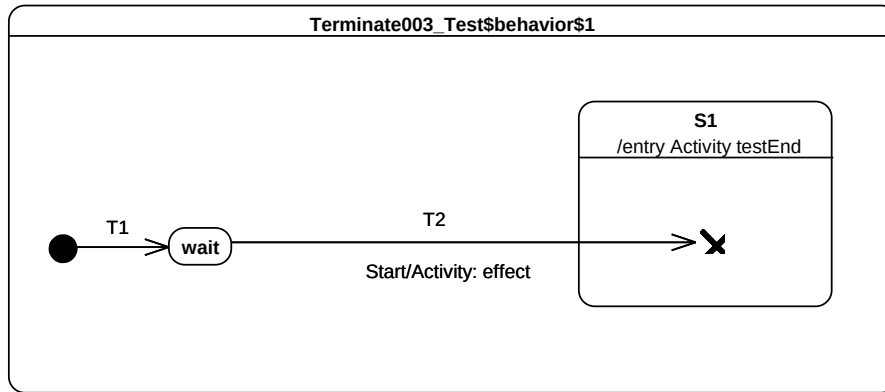 Terminate003_Test$behavior$1
S1
/entry Activity testEnd
T1
T2
wait
Start/Activity: effect